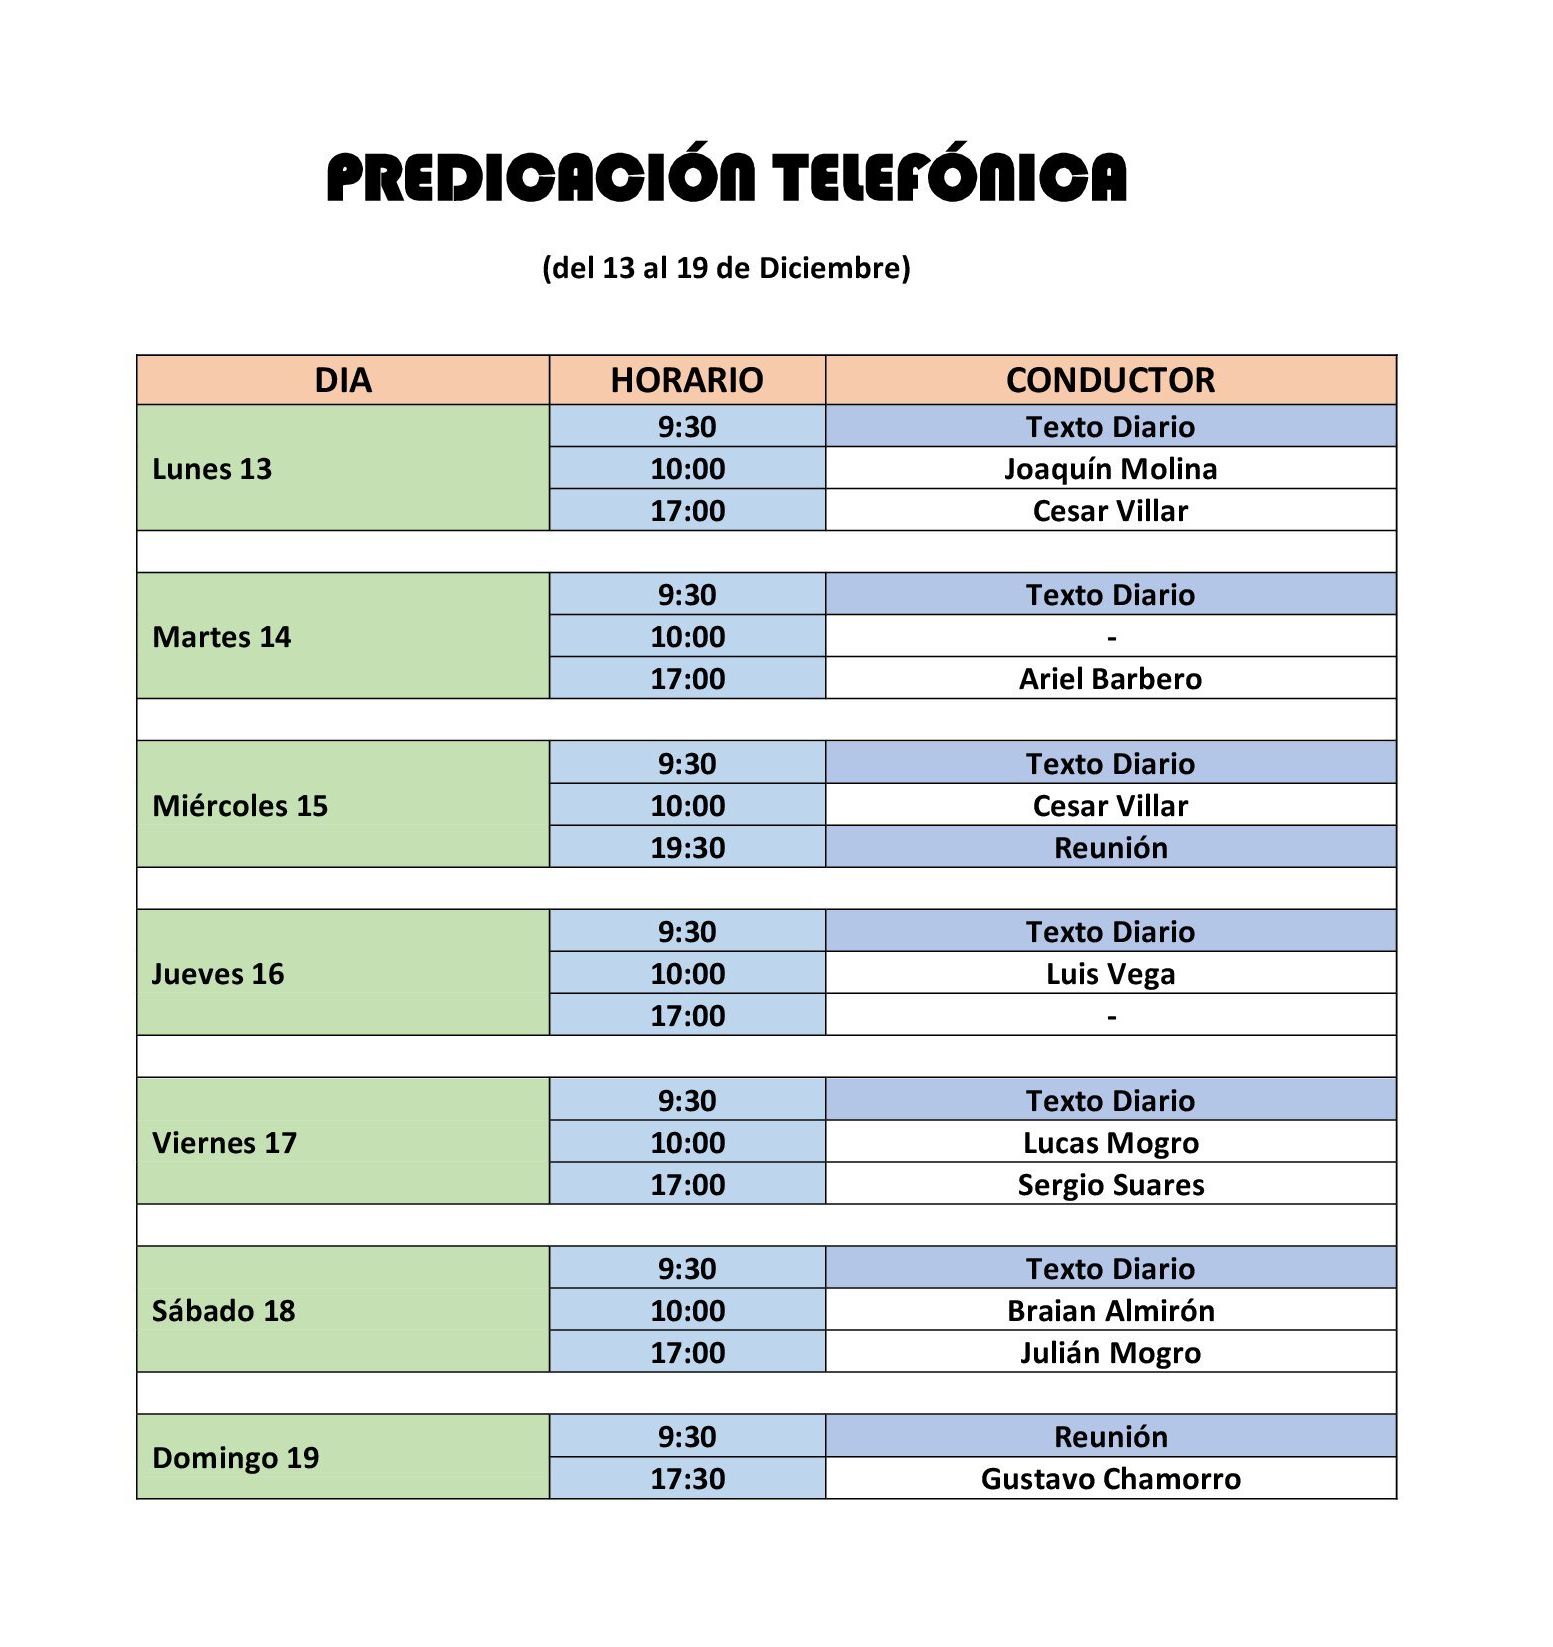 PREDICACIÓN TELEFÓNICA
(del 13 al 19 de Diciembre)
DIA HORARIO CONDUCTOR
Lunes 13
9:30 Texto Diario
10:00 Joaquín Molina
17:00 Cesar Villar
Martes 14
9:30 Texto Diario
10:00 -
17:00 Ariel Barbero
Miércoles 15
9:30 Texto Diario
10:00 Cesar Villar
19:30 Reunión
Jueves 16
9:30 Texto Diario
10:00 Luis Vega
17:00 -
Viernes 17
9:30 Texto Diario
10:00 Lucas Mogro
17:00 Sergio Suares
Sábado 18
9:30 Texto Diario
10:00 Braian Almirón
17:00 Julián Mogro
Domingo 19
9:30 Reunión
17:30 Gustavo Chamorro